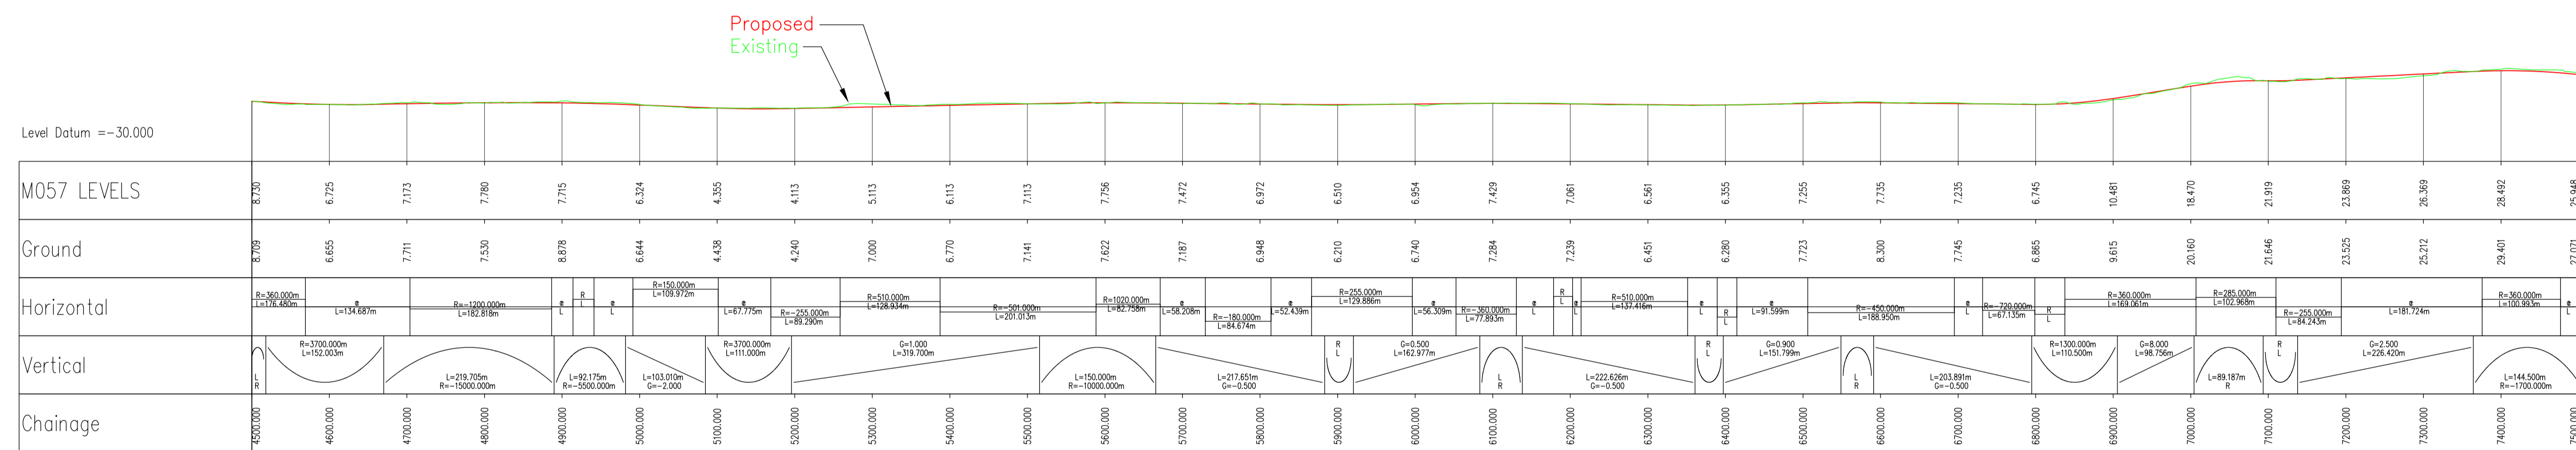 Proposed
Existing
Level Datum =-30.000
M057 LEVELS
8.730 6.725 7.173 7.780 7.715 6.324 4.355 4.113 5.113 6.113 7.113 7.756 7.472 6.972 6.510 6.954 7.429 7.061 6.561 6.355 7.255 7.735 7.235 6.745 10.481 18.470 21.919 23.869 26.369 28.492 25.948
Ground
8.709 6.655 7.711 7.530 8.878 6.644 4.438 4.240 7.000 6.770 7.141 7.622 7.187 6.948 6.210 6.740 7.284 7.239 6.451 6.280 7.723 8.300 7.745 6.865 9.615 20.160 21.646 23.525 25.212 29.401 27.071
Horizontal
R=360.000m
L=176.480m
L=134.687m
R=-1200.000m
L=182.818m
L
R
L
L
R=150.000m
L=109.972m
L=67.775m
R=-255.000m
L=89.290m
R=510.000m
L=128.934m
R=-501.000m
L=201.013m
R=1020.000m
L=82.758m
L=58.208m
R=-180.000m
L=84.674m
L=52.439m
R=255.000m
L=129.886m
L=56.309m
R=-360.000m
L=77.893m
L
R
L
L
R=510.000m
L=137.416m
L
R
L
L=91.599m
R=-450.000m
L=188.950m
L
R=-720.000m
L=67.135m
R
L
R=360.000m
L=169.061m
R=285.000m
L=102.968m
R=-255.000m
L=84.243m
L=181.724m
R=360.000m
L=100.993m
L
Vertical
L
R
R=3700.000m
L=152.003m
L=219.705m
R=-15000.000m
L=92.175m
R=-5500.000m
L=103.010m
G=-2.000
R=3700.000m
L=111.000m
G=1.000
L=319.700m
L=150.000m
R=-10000.000m
L=217.651m
G=-0.500
R
L
G=0.500
L=162.977m
L
R
L=222.626m
G=-0.500
R
L
G=0.900
L=151.799m
L
R
L=203.891m
G=-0.500
R=1300.000m
L=110.500m
G=8.000
L=98.756m
L=89.187m
R
R
L
G=2.500
L=226.420m
L=144.500m
R=-1700.000m
Chainage
4500.000 4600.000 4700.000 4800.000 4900.000 5000.000 5100.000 5200.000 5300.000 5400.000 5500.000 5600.000 5700.000 5800.000 5900.000 6000.000 6100.000 6200.000 6300.000 6400.000 6500.000 6600.000 6700.000 6800.000 6900.000 7000.000 7100.000 7200.000 7300.000 7400.000 7500.000